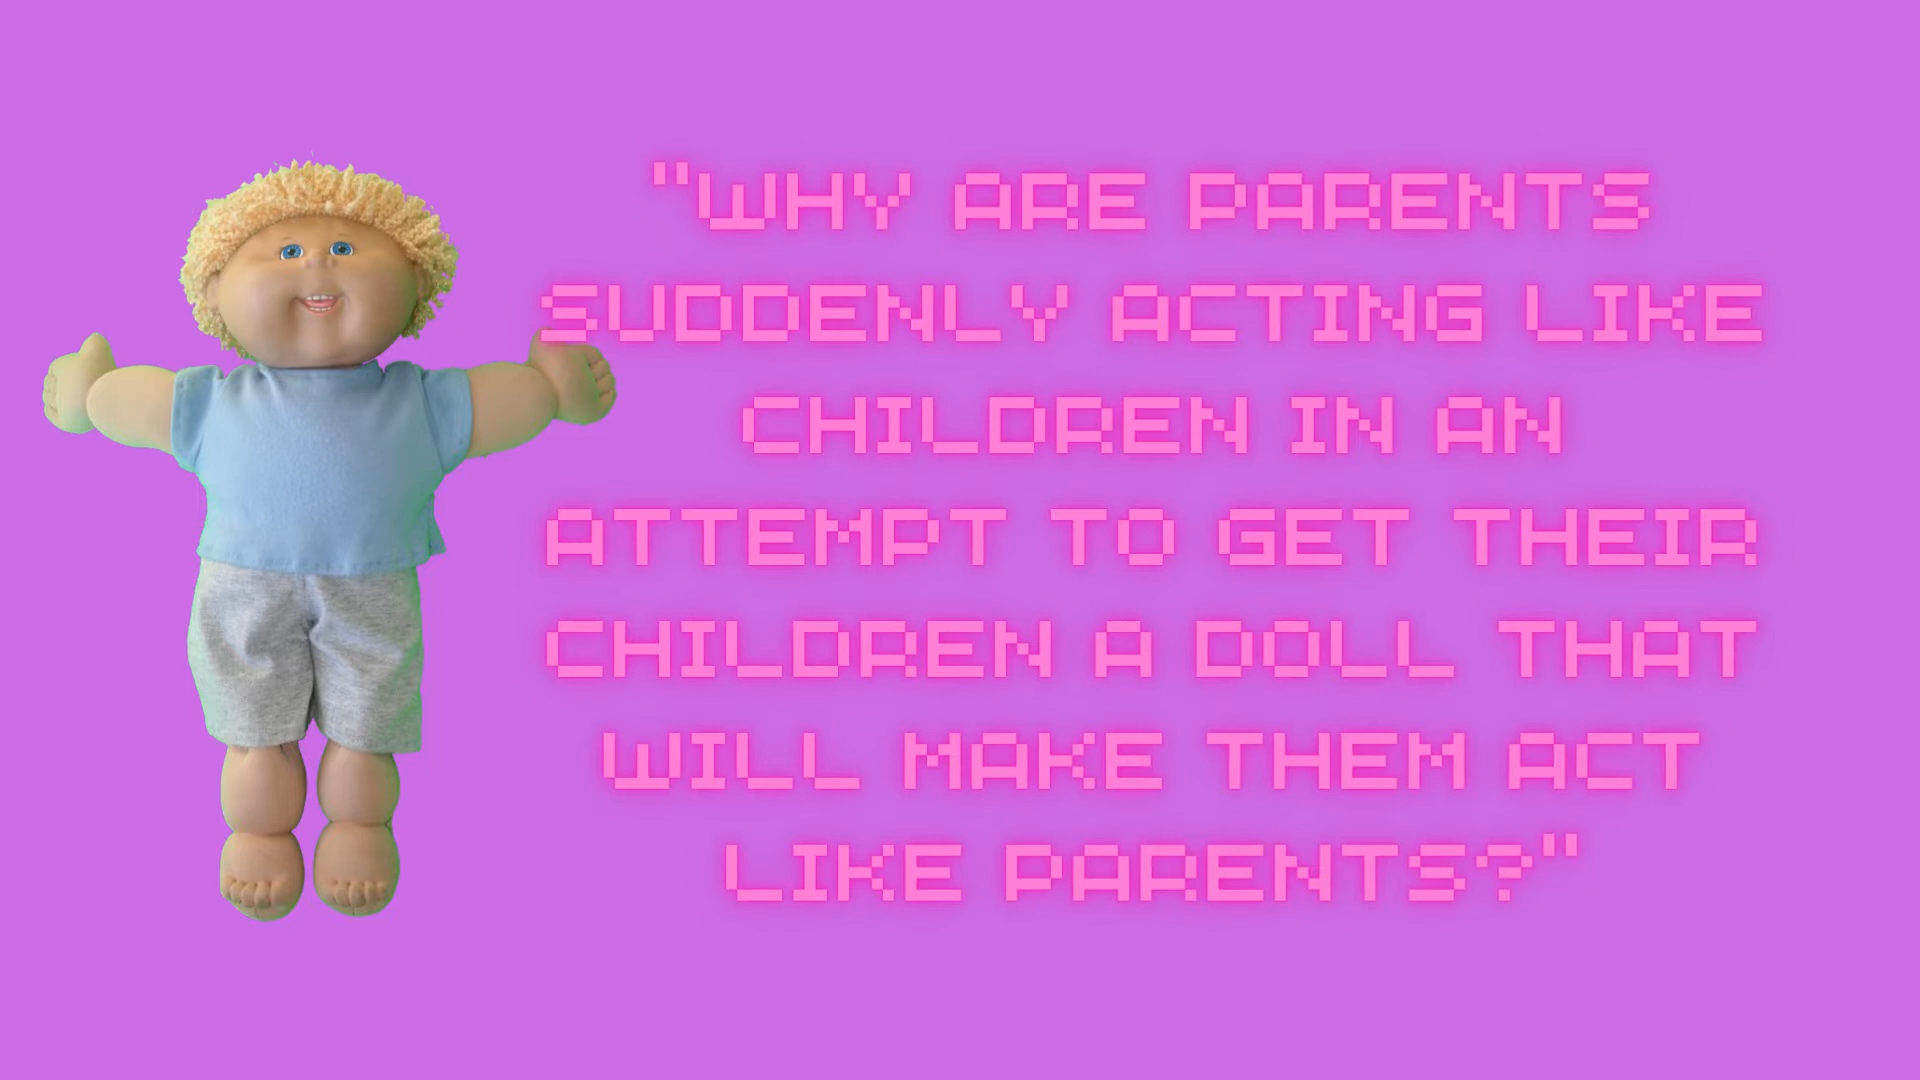 "WHY ARE PARENTS
SUDDENLY ACTING LIKE
CHILDREN IN AN
ATTEMPT TO GET THEIR
CHILDREN A DOLL THAT
WILL MAKE THEM ACT
LIKE PARENTS?"